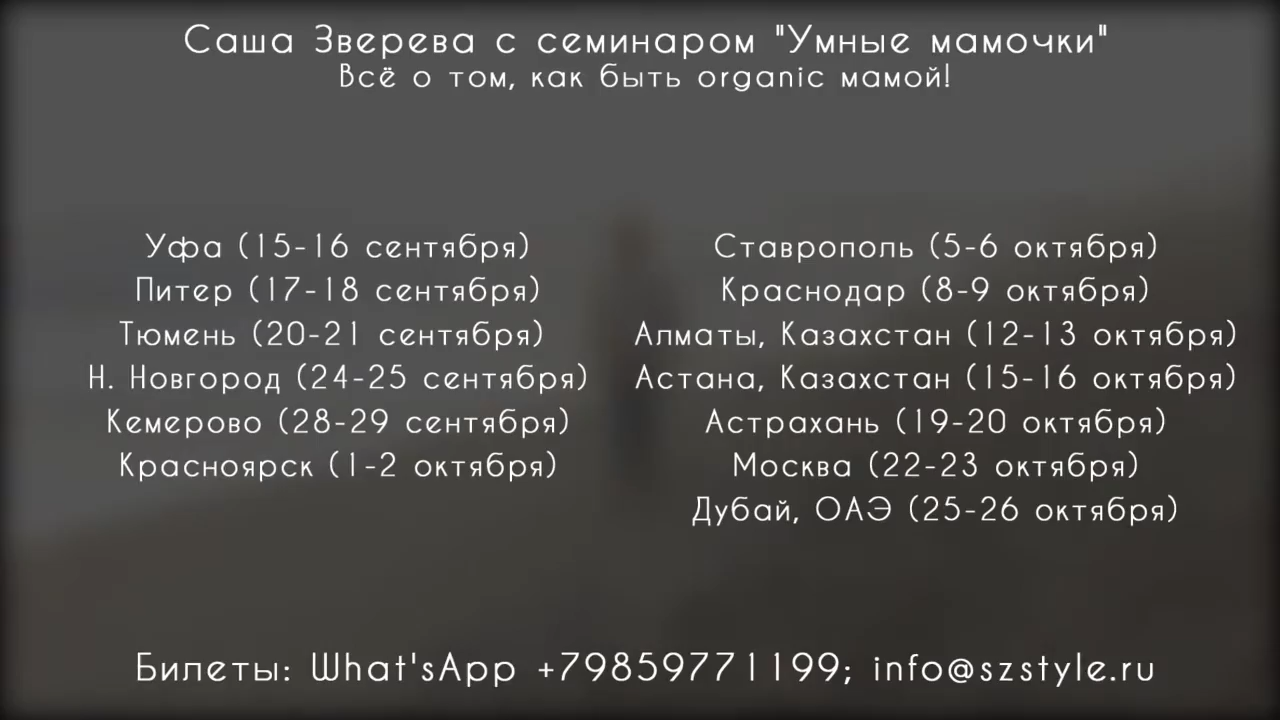 Саша Зверева с семинаром "Умные мамочки"
Всё о том, как быть organic мамой!
Уфа (15-16 сентября)
Питер (17-18 сентября)
Тюмень (20-21 сентября)
Н. Новгород (24-25 сентября)
Кемерово (28-29 сентября)
Красноярск (1-2 октября)
Ставрополь (5-6 октября)
Краснодар (8-9 октября)
Алматы, Казахстан (12-13 октября)
Астана, Казахстан (15-16 октября)
Астрахань (19-20 октября)
Москва (22-23 октября)
Дубай, ОАЭ (25-26 октября)
Билеты: What'sApp +79859771199; info@szstyle.ru